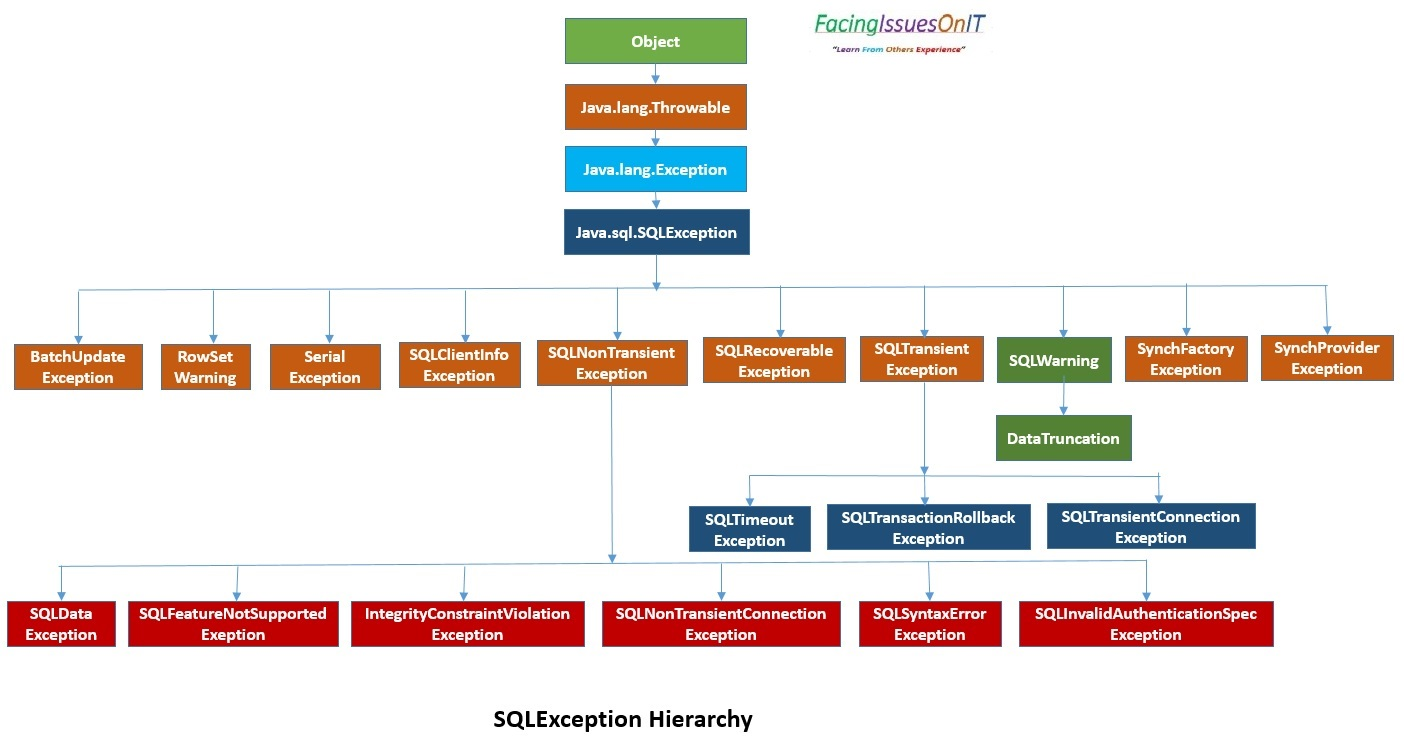 FacingIssuesOnIT
"Learn From Others Experience"
Object
Java.lang.Throwable
Java.lang.Exception
Java.sql.SQLException
BatchUpdate
Exception
RowSet
Warning
Serial
Exception
SQLClientInfo
Exception
SQLNonTransient
Exception
SQLRecoverable
Exception
SQLTransient
Exception
SQLWarning
SynchFactory
Exception
SynchProvider
Exception
DataTruncation
SQLTimeout
Exception
SQLTransactionRollback
Exception
SQLTransientConnection
Exception
SQLData
Exception
SQLFeatureNotSupported
Exeption
IntegrityConstraintViolation
Exception
SQLNonTransientConnection
Exception
SQLSyntaxError
Exception
SQLInvalidAuthenticationSpec
Exception
SQLException Hierarchy